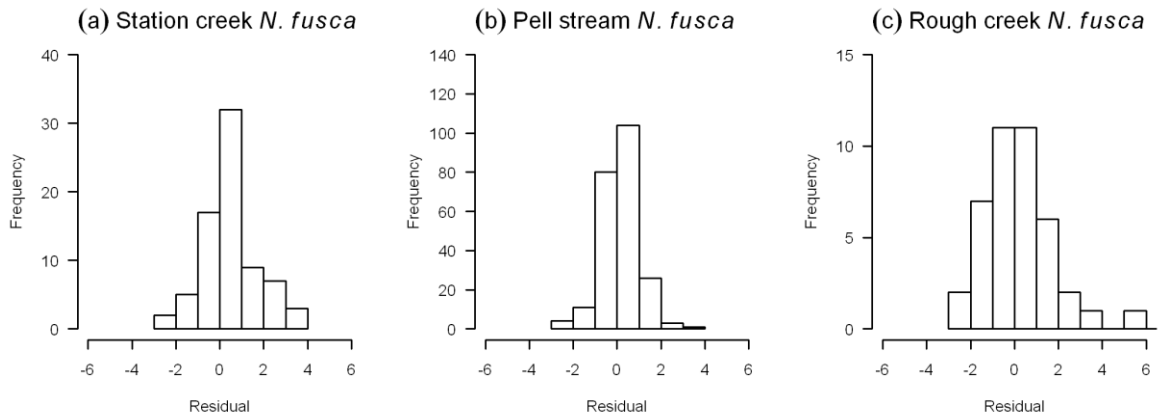 (a) Station creek N. fusca
40
30
20
10
0
Frequency
-6 -4 -2 0 2 4 6
Residual
(b) Pell stream N. fusca
140
120
100
80
60
40
20
0
Frequency
-6 -4 -2 0 2 4 6
Residual
(c) Rough creek N. fusca
15
10
5
0
Frequency
-6 -4 -2 0 2 4 6
Residual